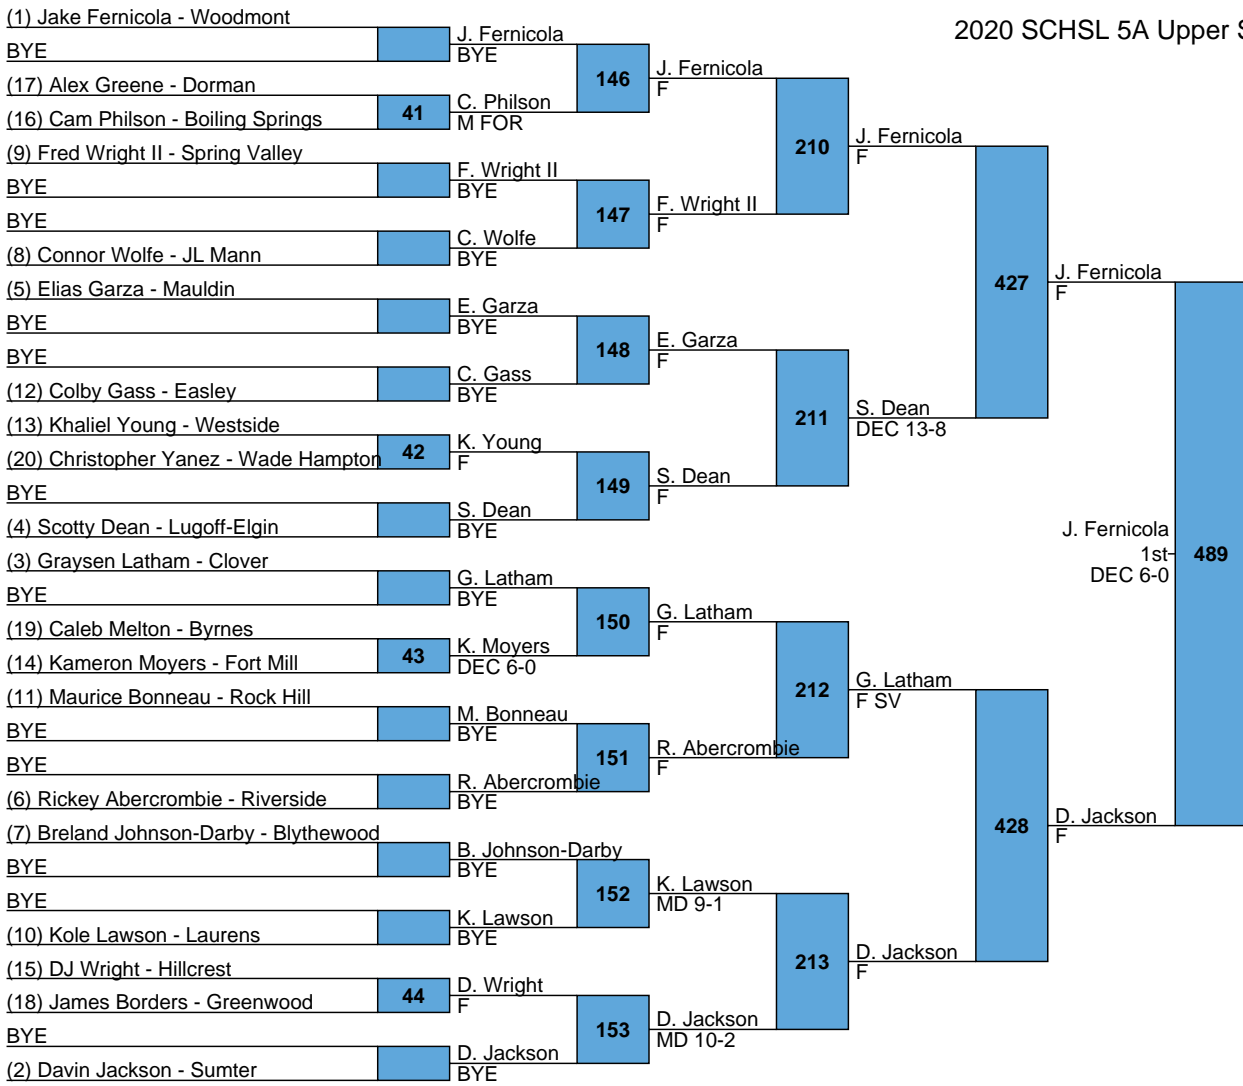 2020 SCHSL 5A Upper S
(1) Jake Fernicola - Woodmont
BYE
(17) Alex Greene - Dorman
(16) Cam Philson - Boiling Springs
(9) Fred Wright II - Spring Valley
BYE
BYE
(8) Connor Wolfe - JL Mann
(5) Elias Garza - Mauldin
BYE
BYE
(12) Colby Gass - Easley
(13) Khaliel Young - Westside
(20) Christopher Yanez - Wade Hampton
BYE
(4) Scotty Dean - Lugoff-Elgin
(3) Graysen Latham - Clover
BYE
(19) Caleb Melton - Byrnes
(14) Kameron Moyers - Fort Mill
(11) Maurice Bonneau - Rock Hill
BYE
BYE
(6) Rickey Abercrombie - Riverside
(7) Breland Johnson-Darby - Blythewood
BYE
BYE
(10) Kole Lawson - Laurens
(15) DJ Wright - Hillcrest
(18) James Borders - Greenwood
BYE
(2) Davin Jackson - Sumter
41
42
43
44
J. Fernicola
BYE
C. Philson
M FOR
F. Wright II
BYE
C. Wolfe
BYE
E. Garza
BYE
C. Gass
BYE
K. Young
F
S. Dean
BYE
G. Latham
BYE
K. Moyers
DEC 6-0
M. Bonneau
BYE
R. Abercrombie
BYE
B. Johnson-Darby
BYE
K. Lawson
BYE
D. Wright
F
D. Jackson
BYE
146
147
148
149
150
151
152
153
J. Fernicola
F
F. Wright II
F
E. Garza
F
S. Dean
F
G. Latham
F
R. Abercrombie
F
K. Lawson
MD 9-1
D. Jackson
MD 10-2
210
211
212
213
J. Fernicola
F
S. Dean
DEC 13-8
G. Latham
F SV
D. Jackson
F
427
428
J. Fernicola
F
D. Jackson
F
J. Fernicola
1st
DEC 6-0
489